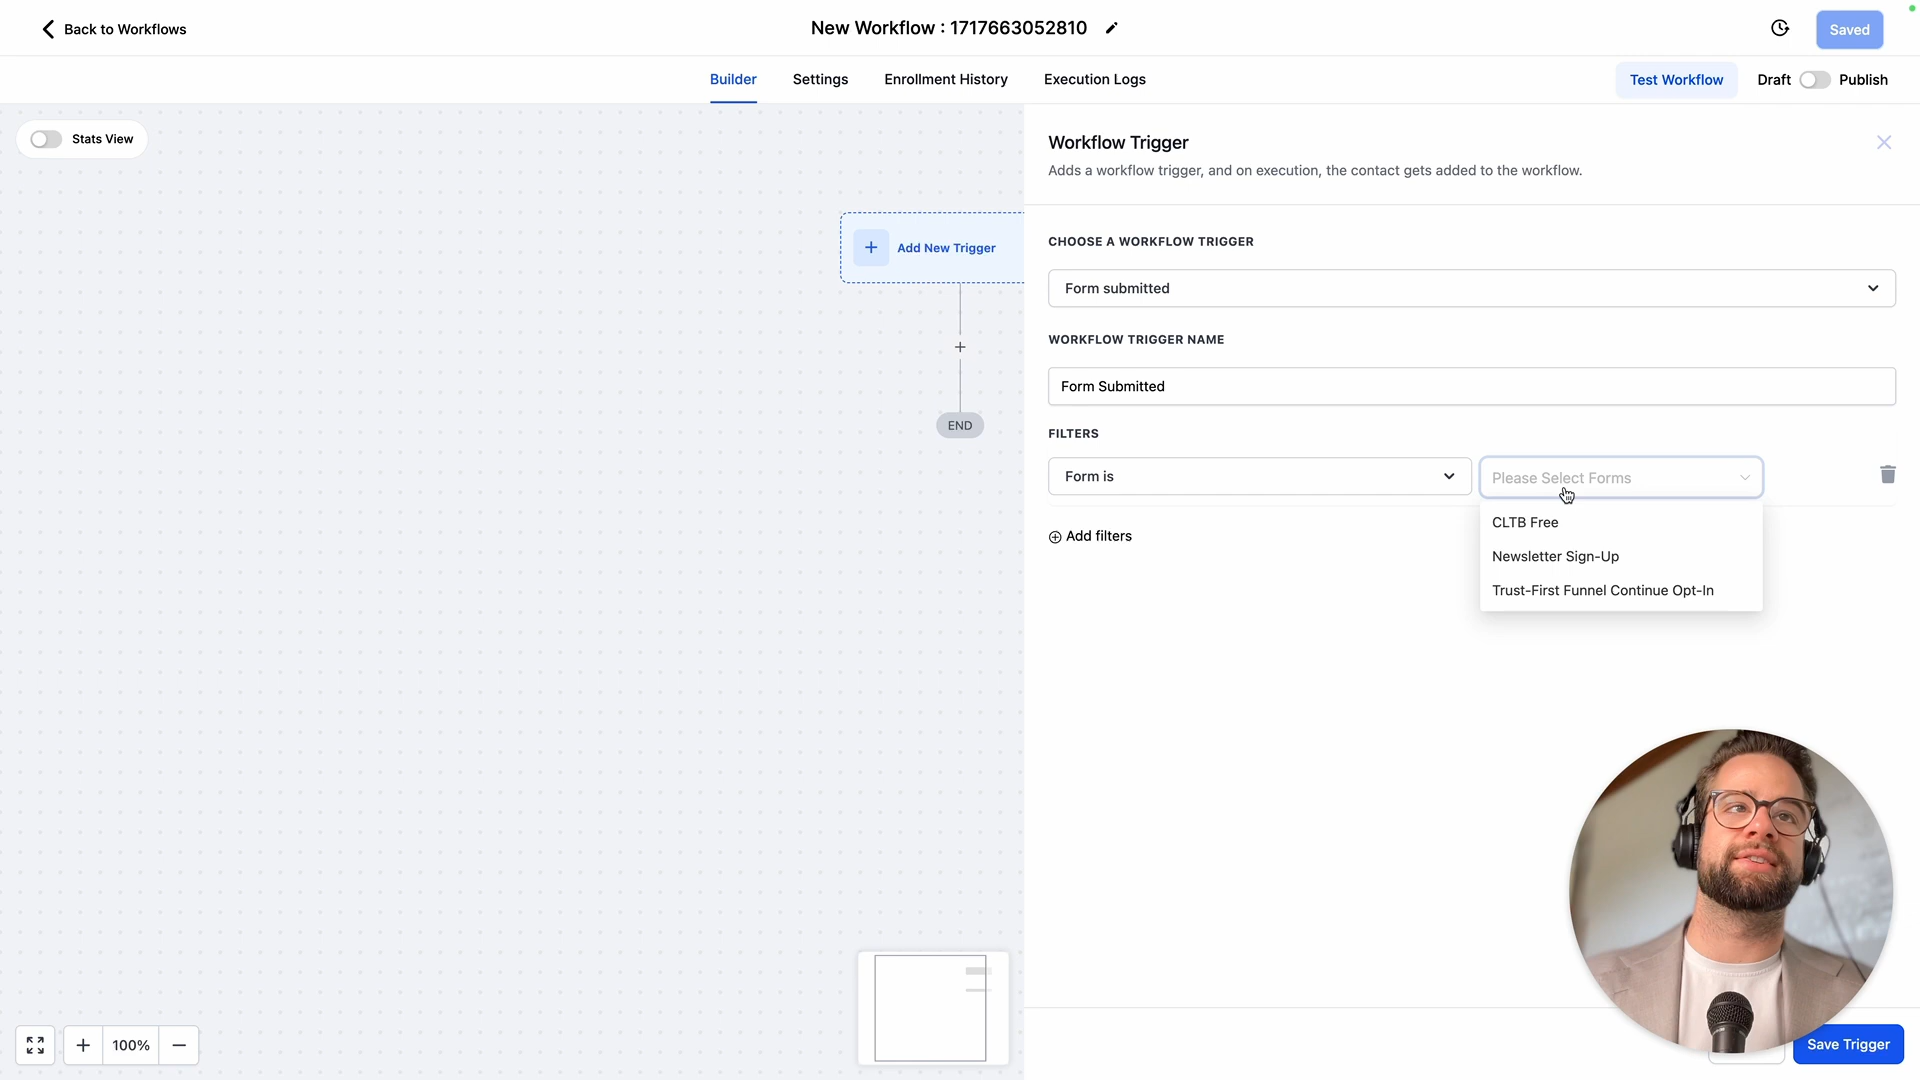 Back to Workflows
New Workflow : 1717663052810
Saved
Builder
Settings
Enrollment History
Execution Logs
Test Workflow
Draft
Publish
Stats View
Workflow Trigger
Adds a workflow trigger, and on execution, the contact gets added to the workflow.
Add New Trigger
CHOOSE A WORKFLOW TRIGGER
Form submitted
WORKFLOW TRIGGER NAME
Form Submitted
END
FILTERS
Form is
Please Select Forms
CLTB Free
Add filters
Newsletter Sign-Up
Trust-First Funnel Continue Opt-In
100%
Save Trigger